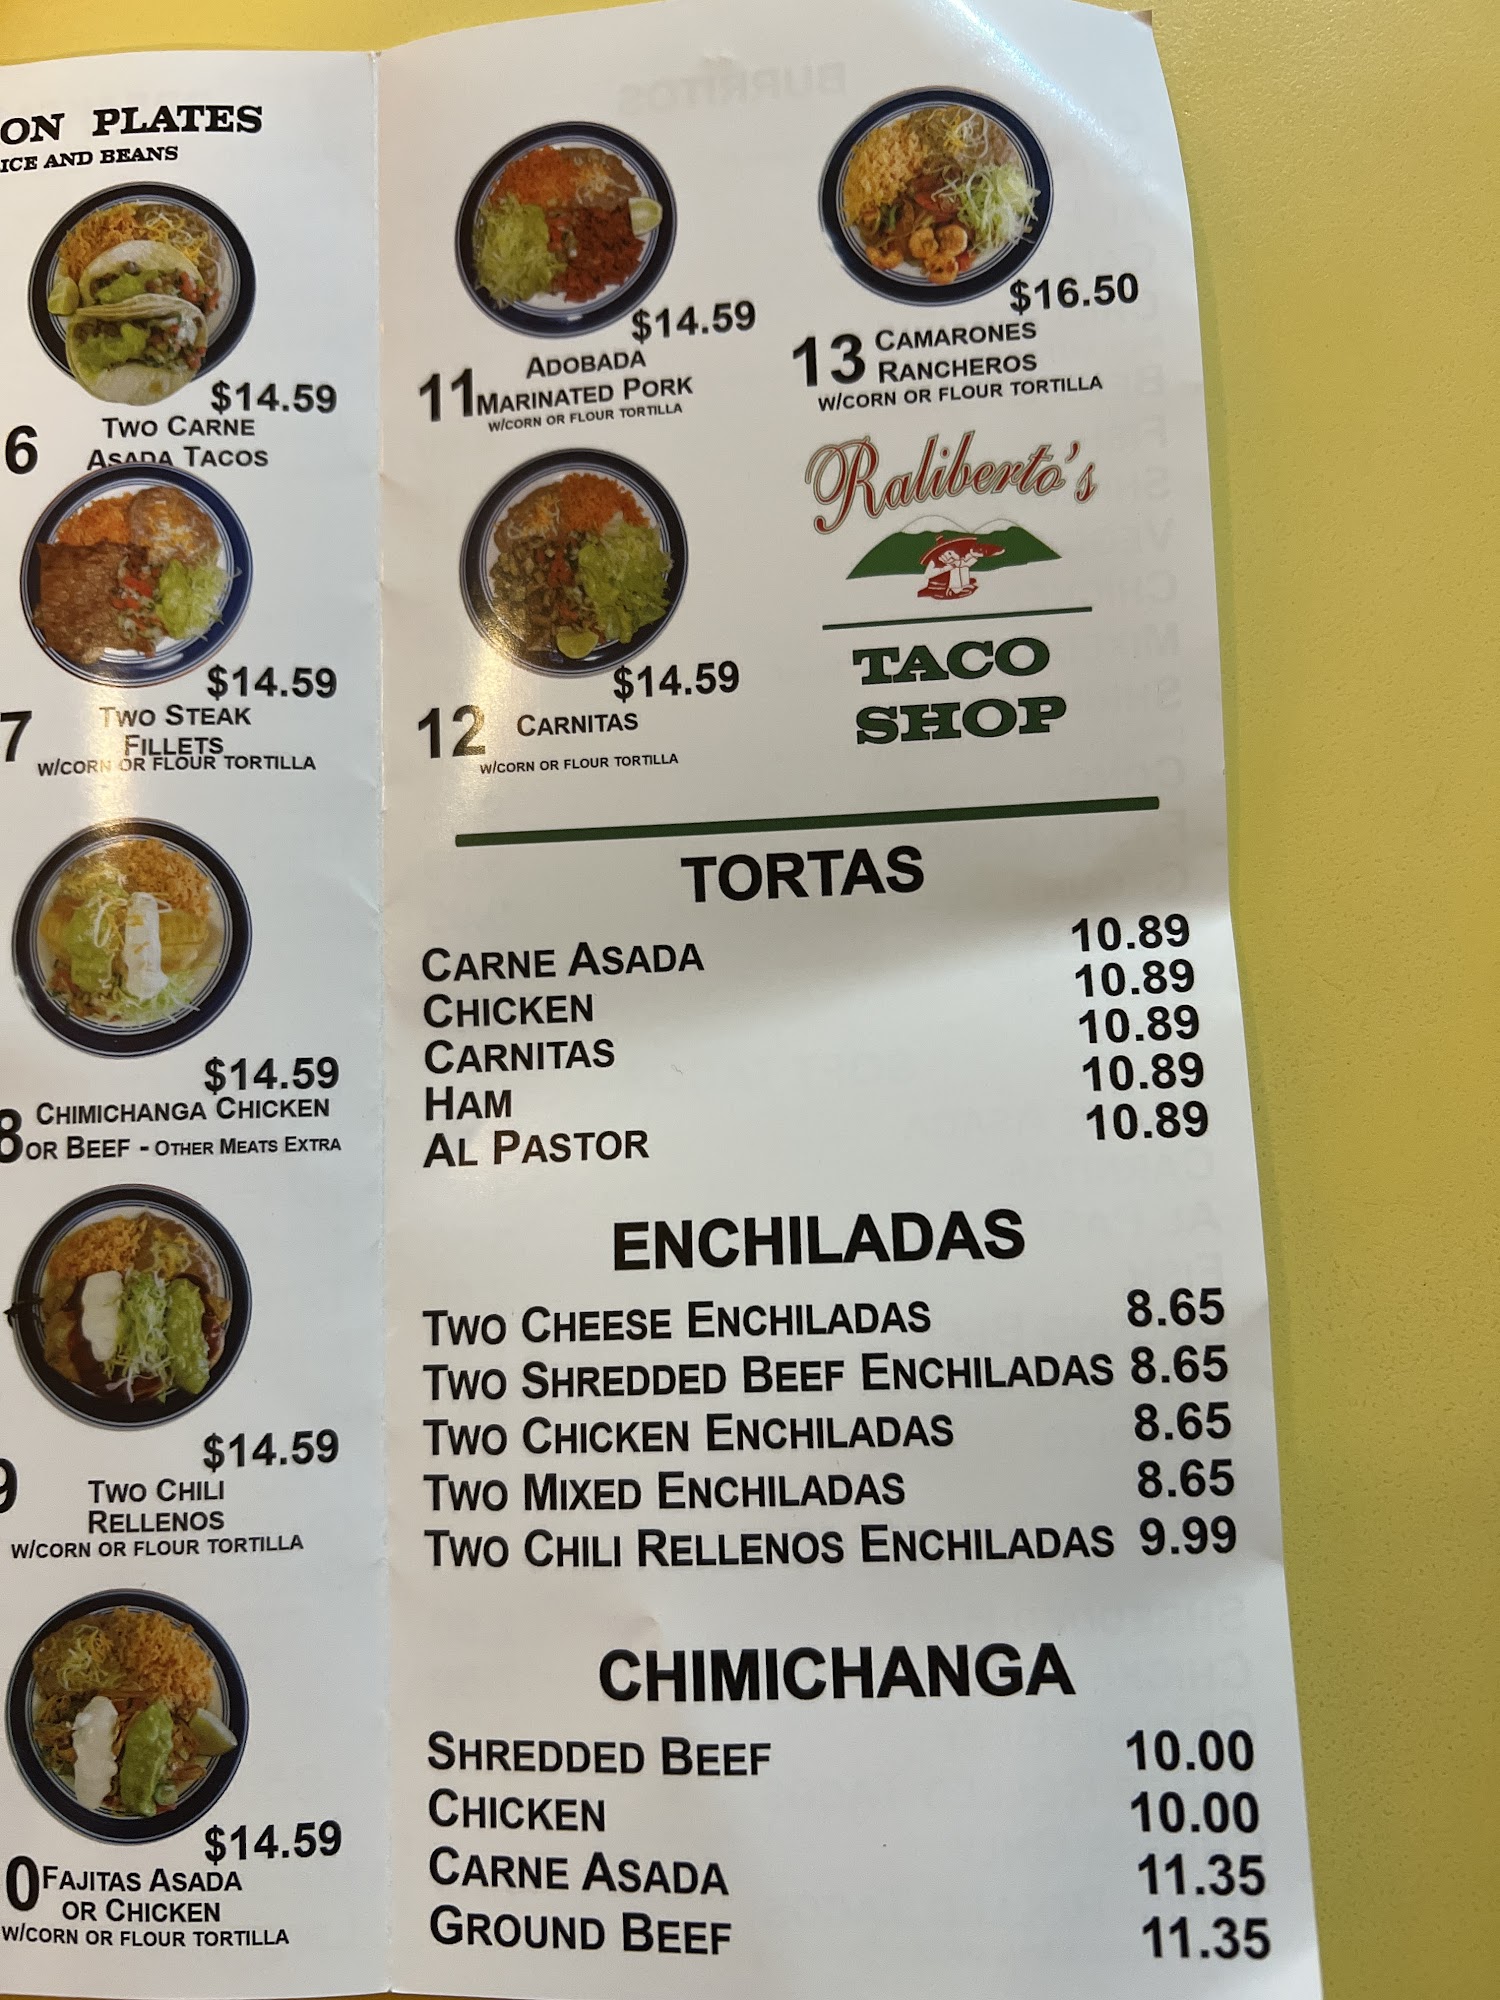 ON PLATES
ICE AND BEANS
$14.59
6 TWO CARNE
ASADA TACOS
$14.59
7 TWO STEAK
FILLETS
W/CORN OR FLOUR TORTILLA
$14.59
8 CHIMICHANGA CHICKEN
OR BEEF - OTHER MEATS EXTRA
$14.59
9 TWO CHILI
RELLENOS
W/CORN OR FLOUR TORTILLA
$14.59
0 FAJITAS ASADA
OR CHICKEN
W/CORN OR FLOUR TORTILLA
$14.59
11 ADOBADA
MARINATED PORK
W/CORN OR FLOUR TORTILLA
$14.59
12 CARNITAS
W/CORN OR FLOUR TORTILLA
$16.50
13 CAMARONES
RANCHEROS
W/CORN OR FLOUR TORTILLA
Raliberto's
TACO
SHOP
TORTAS
CARNE ASADA 10.89
CHICKEN 10.89
CARNITAS 10.89
HAM 10.89
AL PASTOR 10.89
ENCHILADAS
TWO CHEESE ENCHILADAS 8.65
TWO SHREDDED BEEF ENCHILADAS 8.65
TWO CHICKEN ENCHILADAS 8.65
TWO MIXED ENCHILADAS 8.65
TWO CHILI RELLENOS ENCHILADAS 9.99
CHIMICHANGA
SHREDDED BEEF 10.00
CHICKEN 10.00
CARNE ASADA 11.35
GROUND BEEF 11.35